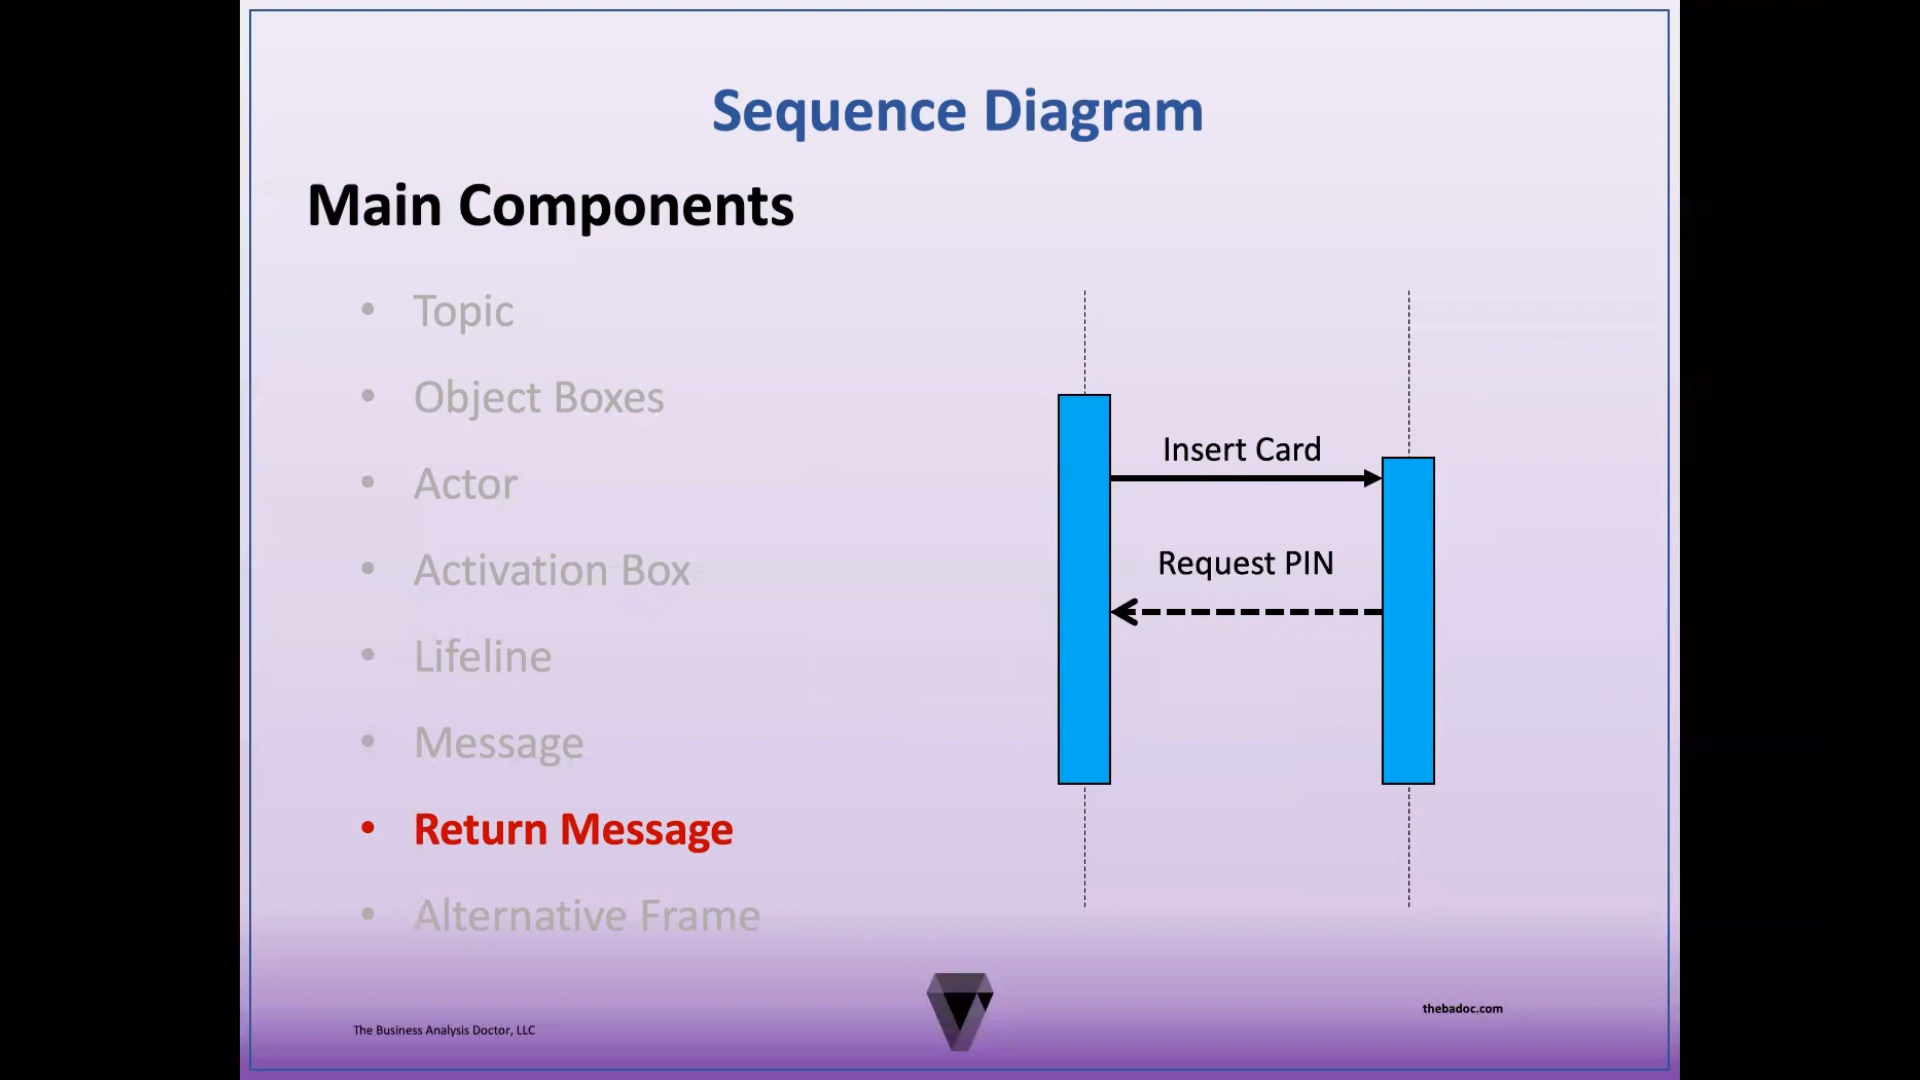 Sequence Diagram
Main Components
• Topic
• Object Boxes
• Actor
• Activation Box
• Lifeline
• Message
• Return Message
• Alternative Frame
Insert Card
Request PIN
The Business Analysis Doctor, LLC
thebadoc.com